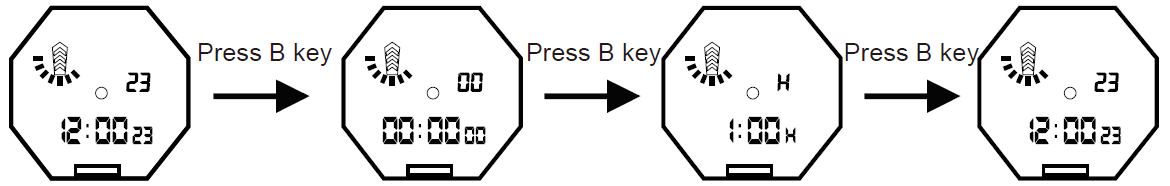 Press B key
Press B key
Press B key
23
00
H
23
12:00 23
00:00 00
1:00 H
12:00 23